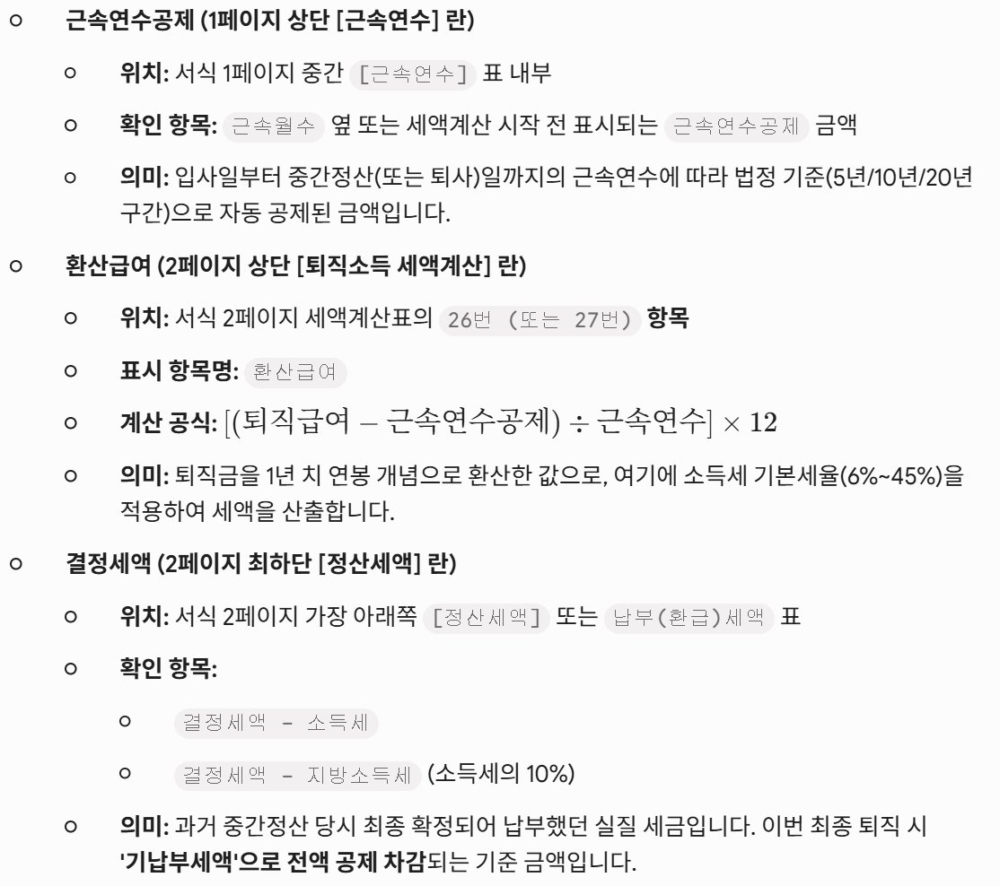 근속연수공제 (1페이지 상단 [근속연수] 란)
위치: 서식 1페이지 중간 [근속연수] 표 내부
확인 항목: 근속월수 옆 또는 세액계산 시작 전 표시되는 근속연수공제 금액
의미: 입사일부터 중간정산(또는 퇴사)일까지의 근속연수에 따라 법정 기준(5년/10년/20년
구간)으로 자동 공제된 금액입니다.
환산급여 (2페이지 상단 [퇴직소득 세액계산] 란)
위치: 서식 2페이지 세액계산표의 26번 (또는 27번) 항목
표시 항목명: 환산급여
계산 공식: [(퇴직급여 − 근속연수공제) ÷ 근속연수] × 12
의미: 퇴직금을 1년 치 연봉 개념으로 환산한 값으로, 여기에 소득세 기본세율(6%~45%)을
적용하여 세액을 산출합니다.
결정세액 (2페이지 최하단 [정산세액] 란)
위치: 서식 2페이지 가장 아래쪽 [정산세액] 또는 납부(환급)세액 표
확인 항목:
결정세액 - 소득세
결정세액 - 지방소득세 (소득세의 10%)
의미: 과거 중간정산 당시 최종 확정되어 납부했던 실질 세금입니다. 이번 최종 퇴직 시
'기납부세액'으로 전액 공제 차감되는 기준 금액입니다.